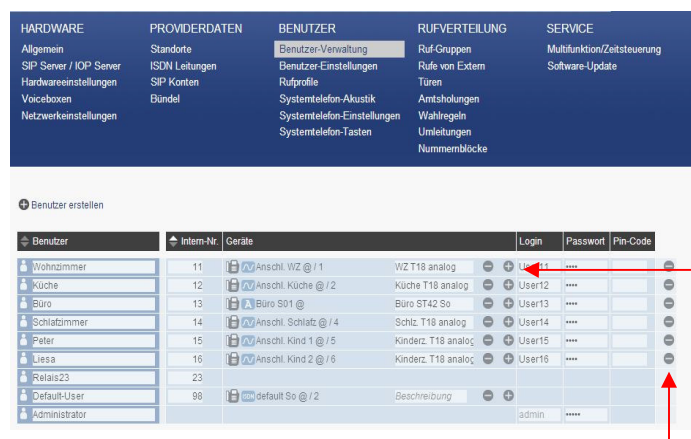 HARDWARE PROVIDERDATEN BENUTZER RUFVERTEILUNG SERVICE
Allgemein Standorte Benutzer-Verwaltung Ruf-Gruppen Multifunktion/Zeitsteuerung
SIP Server / IOP Server ISDN Leitungen Benutzer-Einstellungen Rufe von Extern Software-Update
Hardwareeinstellungen SIP Konten Rufprofile Türen
Voiceboxen Bündel Systemtelefon-Akustik Amtsholungen
Netzwerkeinstellungen Systemtelefon-Einstellungen Wahlregeln
Systemtelefon-Tasten Umleitungen
Nummernblöcke
Benutzer erstellen
Benutzer Intern-Nr. Geräte Login Passwort Pin-Code
Wohnzimmer 11 Anschl. WZ @ / 1 WZ T18 analog User11 ••••
Küche 12 Anschl. Küche @ / 2 Küche T18 analog User12 ••••
Büro 13 Büro S01 @ Büro ST42 So User13 ••••
Schlafzimmer 14 Anschl. Schlafz @ / 4 Schlz. T18 analog User14 ••••
Peter 15 Anschl. Kind 1 @ / 5 Kinderz. T18 analog User15 ••••
Liesa 16 Anschl. Kind 2 @ / 6 Kinderz. T18 analog User16 ••••
Relais23 23
Default-User 98 default So @ / 2 Beschreibung
Administrator admin •••••